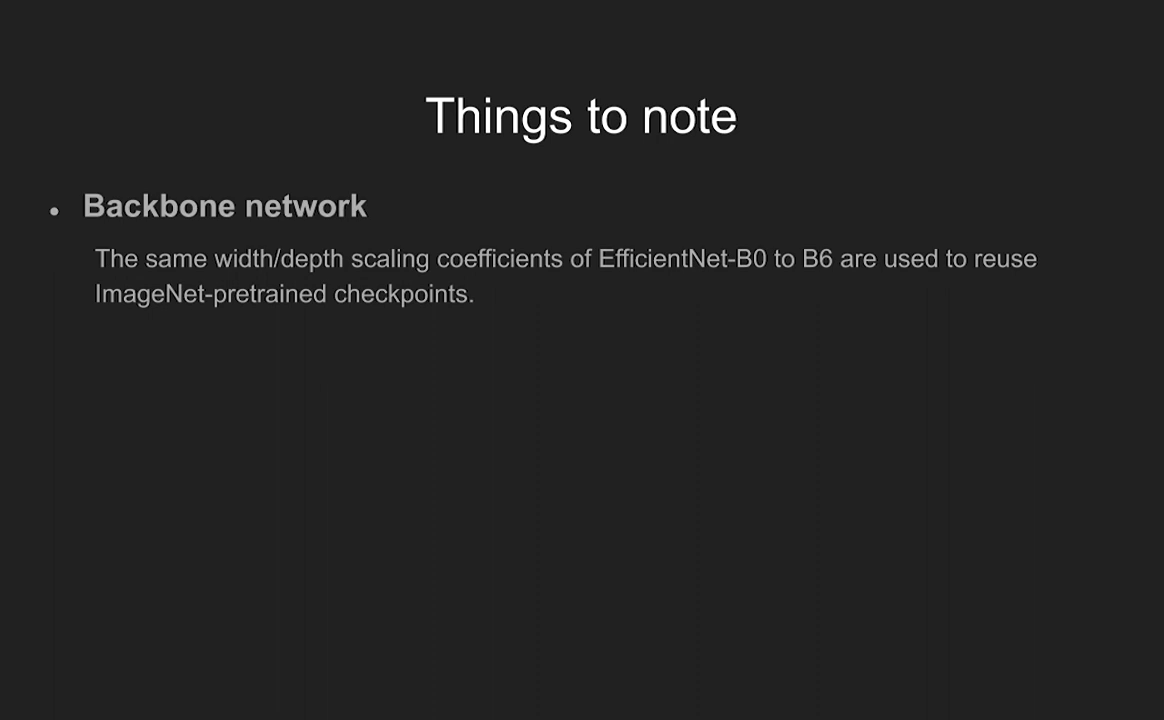 Things to note
• Backbone network
The same width/depth scaling coefficients of EfficientNet-B0 to B6 are used to reuse
ImageNet-pretrained checkpoints.